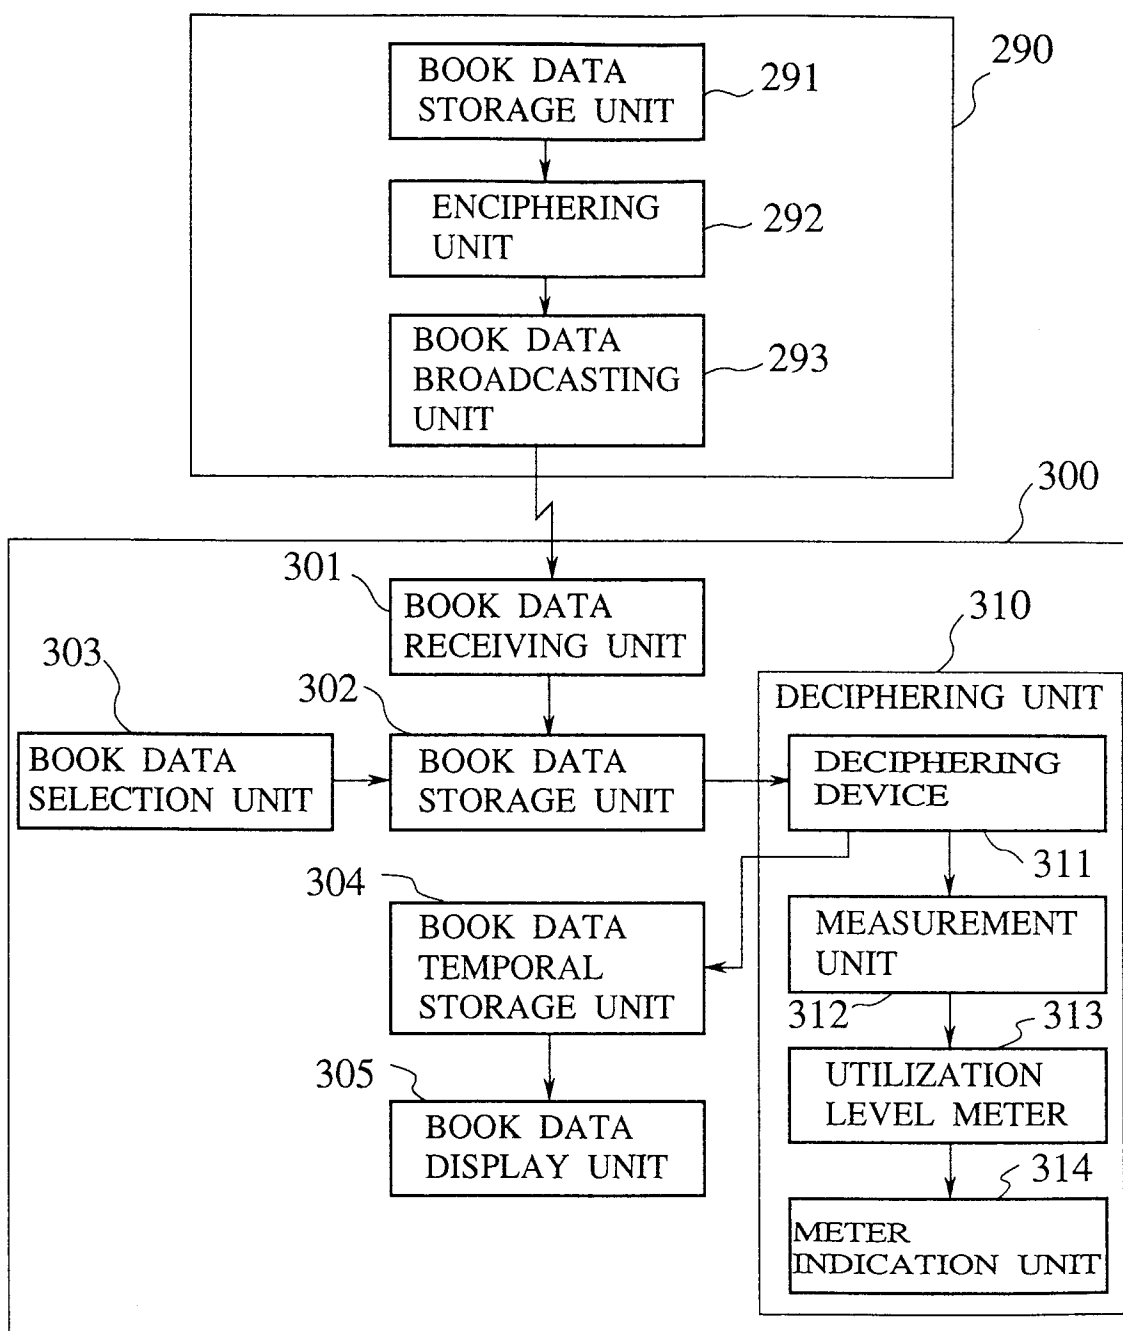 BOOK DATA
STORAGE UNIT
291
290
ENCIPHERING
UNIT
292
BOOK DATA
BROADCASTING
UNIT
293
300
301
BOOK DATA
RECEIVING UNIT
310
303
302
DECIPHERING UNIT
BOOK DATA
SELECTION UNIT
BOOK DATA
STORAGE UNIT
DECIPHERING
DEVICE
311
304
BOOK DATA
TEMPORAL
STORAGE UNIT
MEASUREMENT
UNIT
312
313
305
BOOK DATA
DISPLAY UNIT
UTILIZATION
LEVEL METER
314
METER
INDICATION UNIT